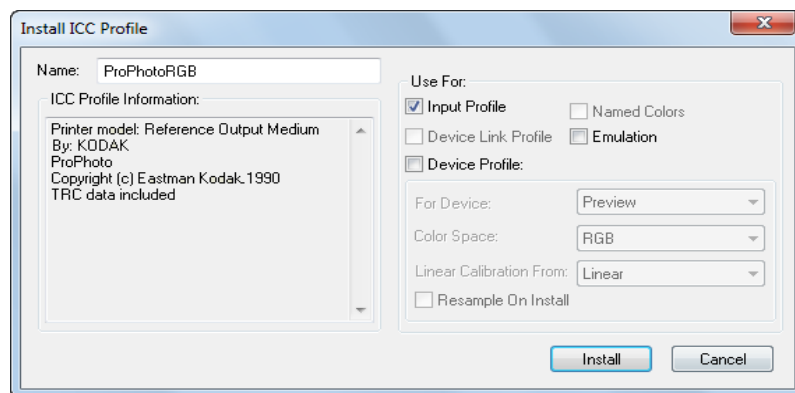 Install ICC Profile
Name: ProPhotoRGB
ICC Profile Information:
Printer model: Reference Output Medium
By: KODAK
ProPhoto
Copyright (c) Eastman Kodak 1990
TRC data included
Use For:
Input Profile
Named Colors
Device Link Profile
Emulation
Device Profile:
For Device: Preview
Color Space: RGB
Linear Calibration From: Linear
Resample On Install
Install
Cancel